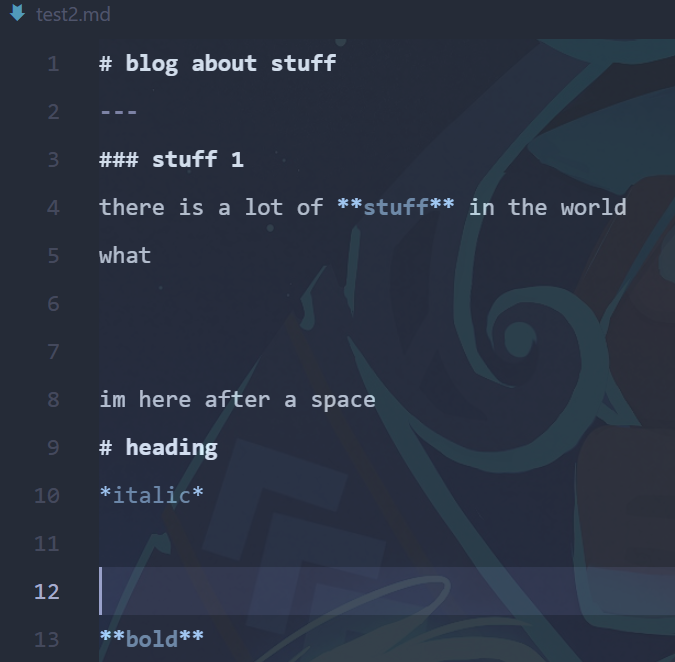 test2.md
1 # blog about stuff
2 ---
3 ### stuff 1
4 there is a lot of **stuff** in the world
5 what
6
7
8 im here after a space
9 # heading
10 *italic*
11
12
13 **bold**